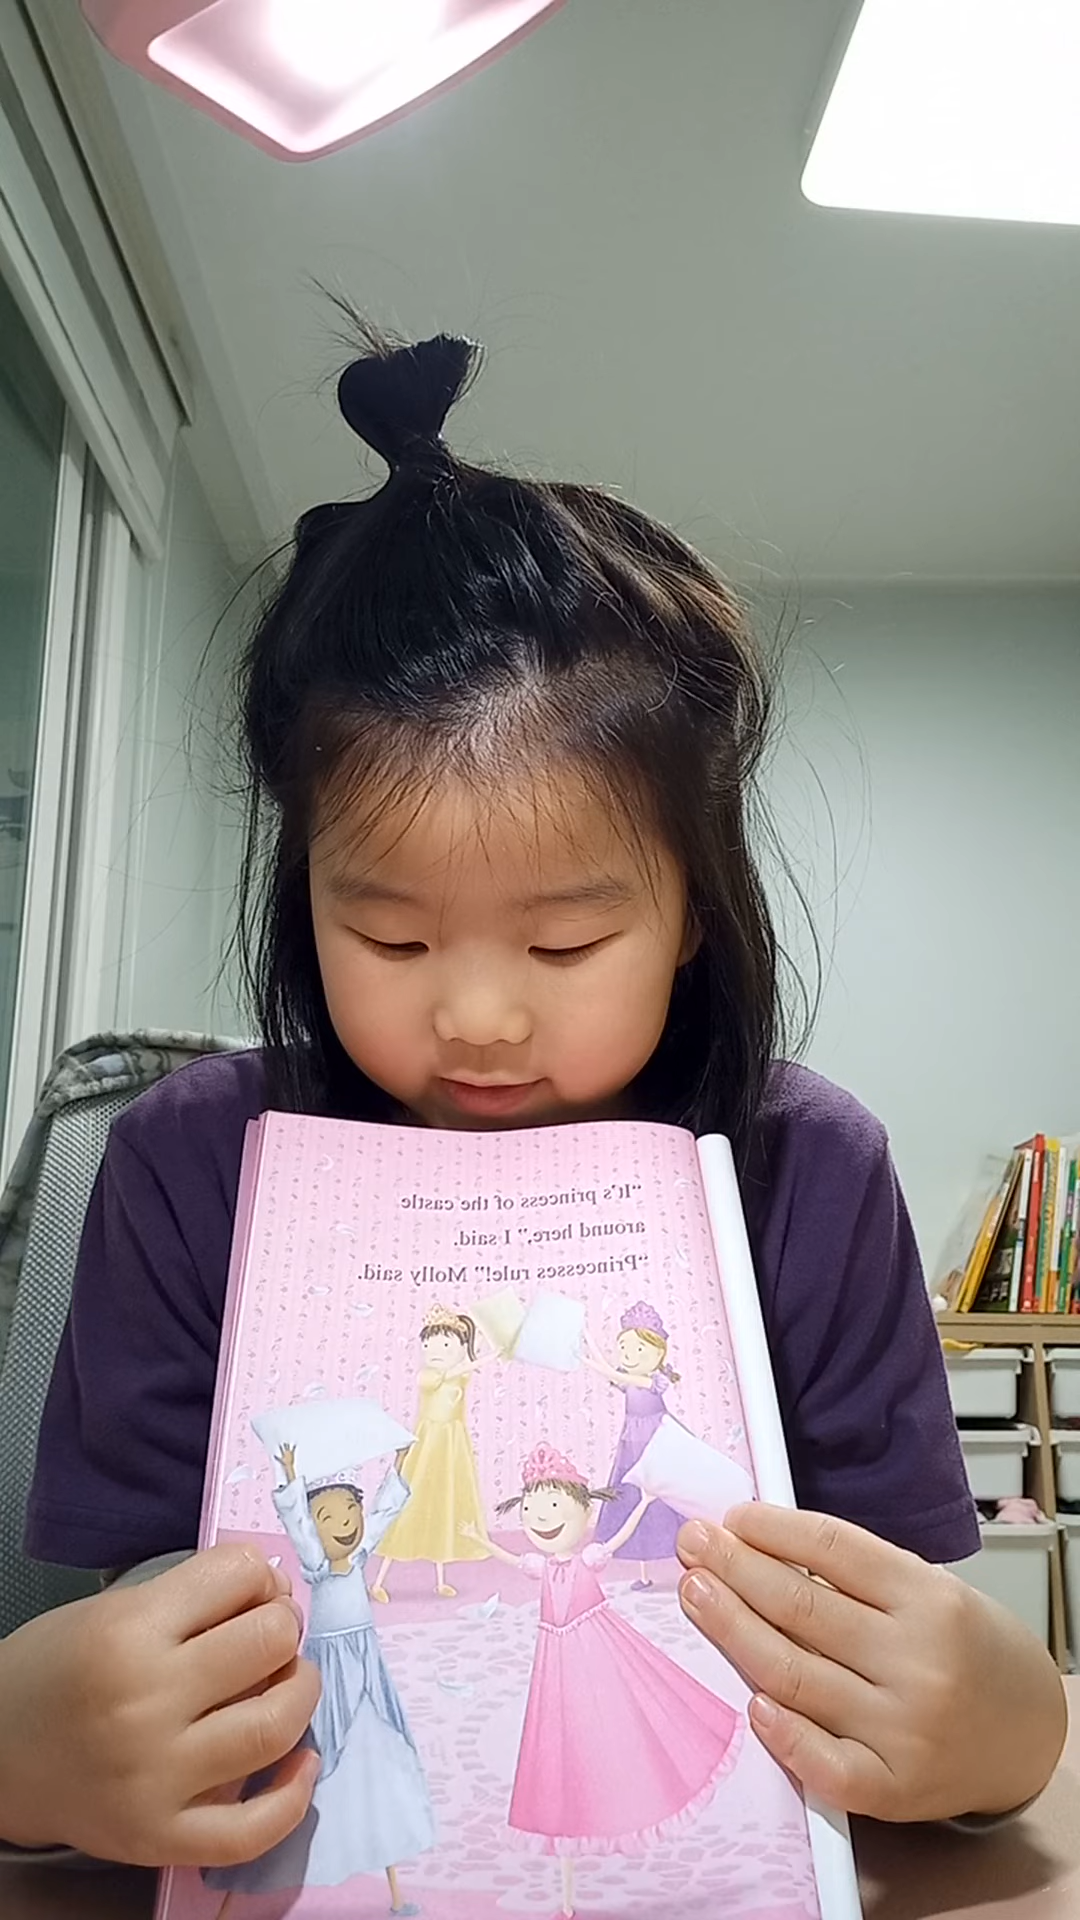 "It's princess of the castle
around here," I said.
"Princesses rule!" Molly said.